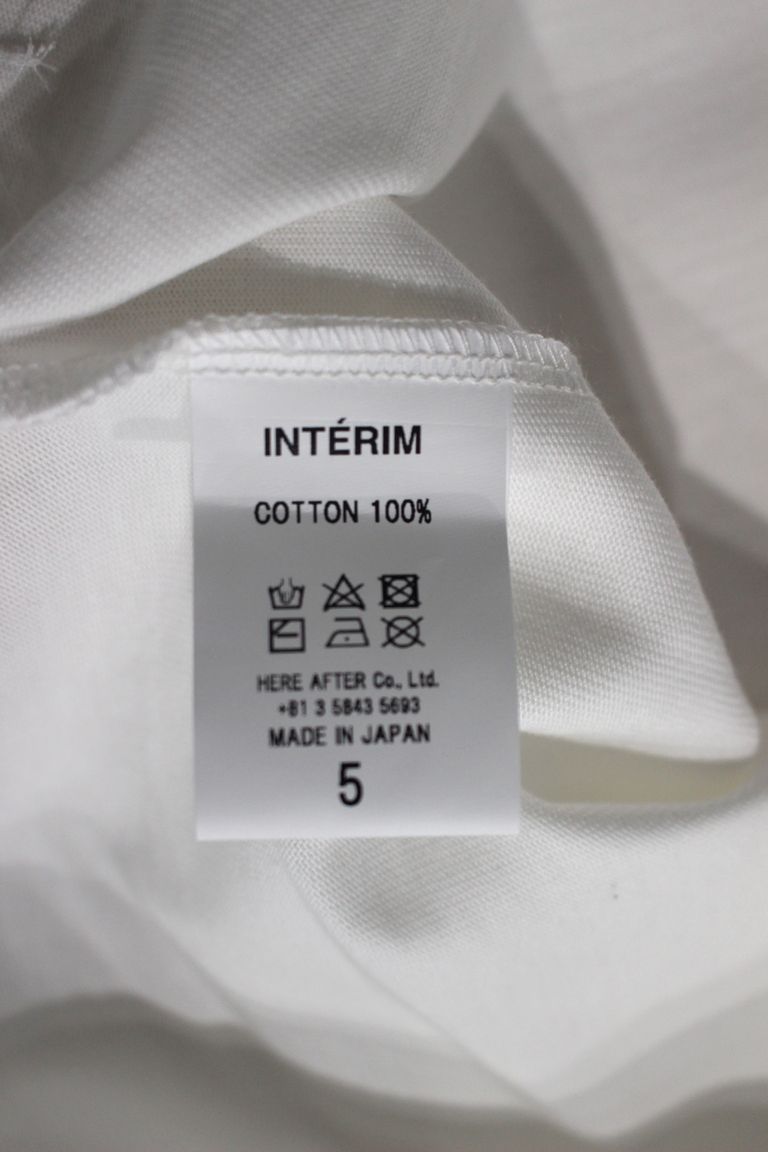 INTÉRIM
COTTON 100%
HERE AFTER Co., Ltd.
+81 3 5843 5693
MADE IN JAPAN
5